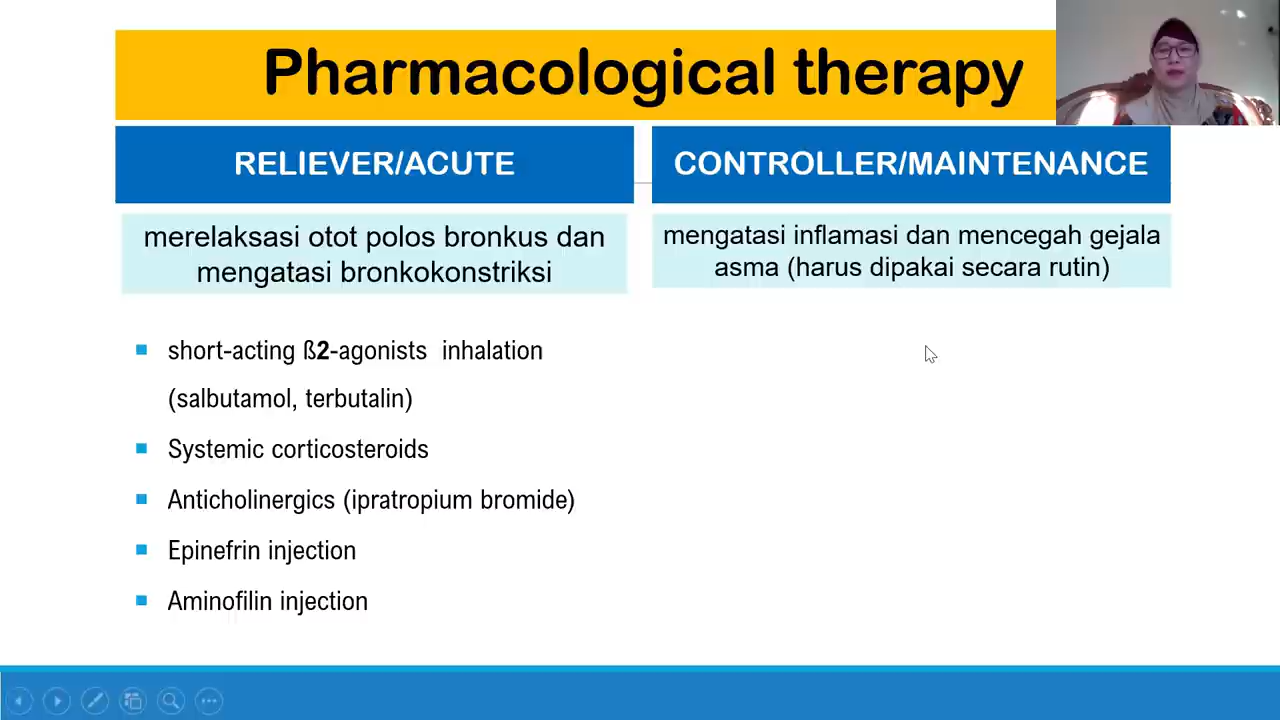 Pharmacological therapy
RELIEVER/ACUTE
merelaksasi otot polos bronkus dan
mengatasi bronkokonstriksi
short-acting ß2-agonists inhalation
(salbutamol, terbutalin)
Systemic corticosteroids
Anticholinergics (ipratropium bromide)
Epinefrin injection
Aminofilin injection
CONTROLLER/MAINTENANCE
mengatasi inflamasi dan mencegah gejala
asma (harus dipakai secara rutin)